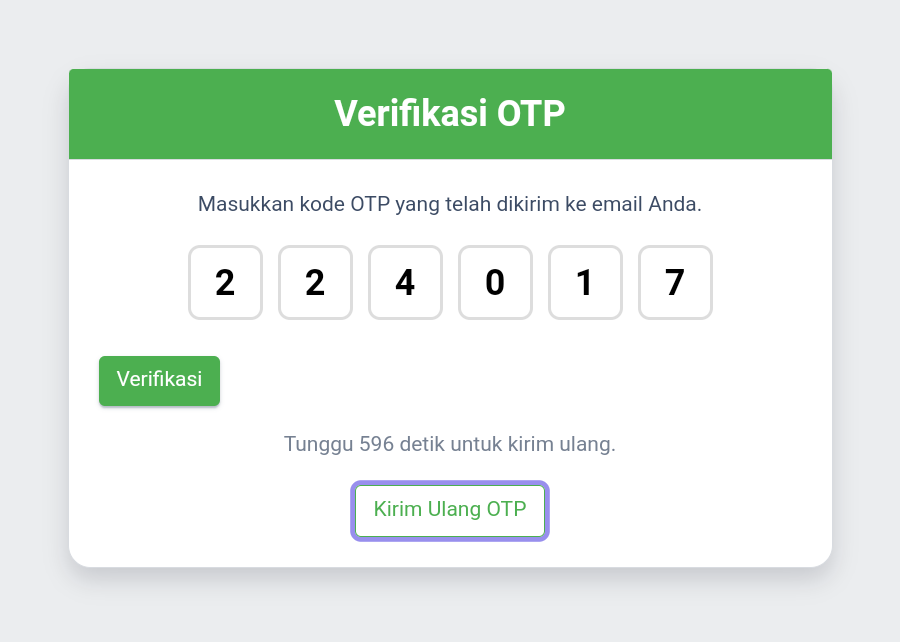 Verifikasi OTP
Masukkan kode OTP yang telah dikirim ke email Anda.
2 2 4 0 1 7
Verifikasi
Tunggu 596 detik untuk kirim ulang.
Kirim Ulang OTP